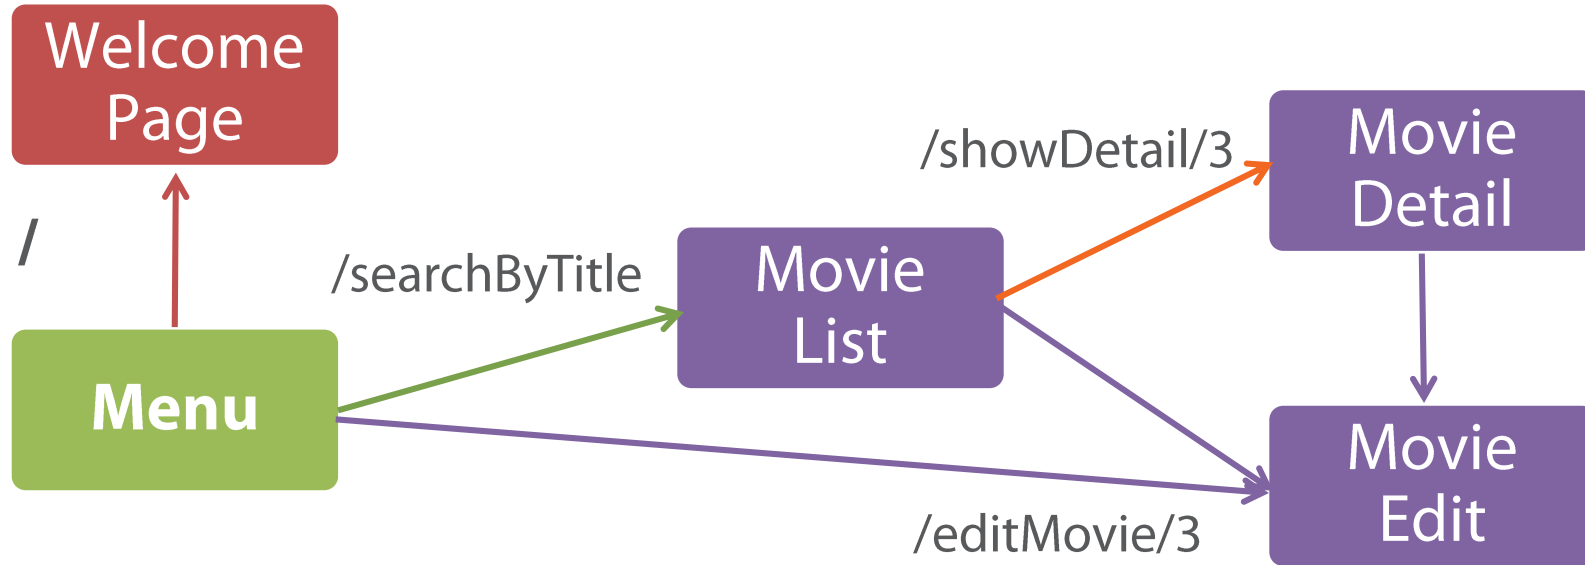 Welcome
Page
/
/searchByTitle
Menu
Movie
List
/showDetail/3
Movie
Detail
/editMovie/3
Movie
Edit